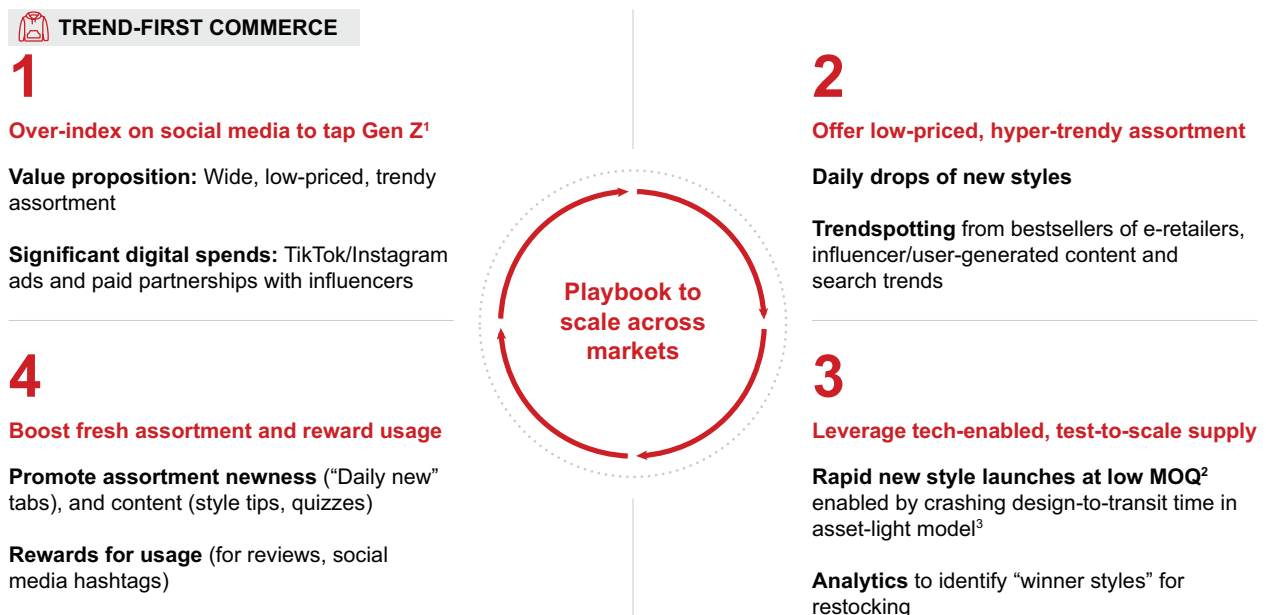 TREND-FIRST COMMERCE
1
Over-index on social media to tap Gen Z¹
Value proposition: Wide, low-priced, trendy
assortment
Significant digital spends: TikTok/Instagram
ads and paid partnerships with influencers
2
Offer low-priced, hyper-trendy assortment
Daily drops of new styles
Trendspotting from bestsellers of e-retailers,
influencer/user-generated content and
search trends
Playbook to
scale across
markets
4
Boost fresh assortment and reward usage
Promote assortment newness (“Daily new”
tabs), and content (style tips, quizzes)
Rewards for usage (for reviews, social
media hashtags)
3
Leverage tech-enabled, test-to-scale supply
Rapid new style launches at low MOQ²
enabled by crashing design-to-transit time in
asset-light model³
Analytics to identify “winner styles” for
restocking